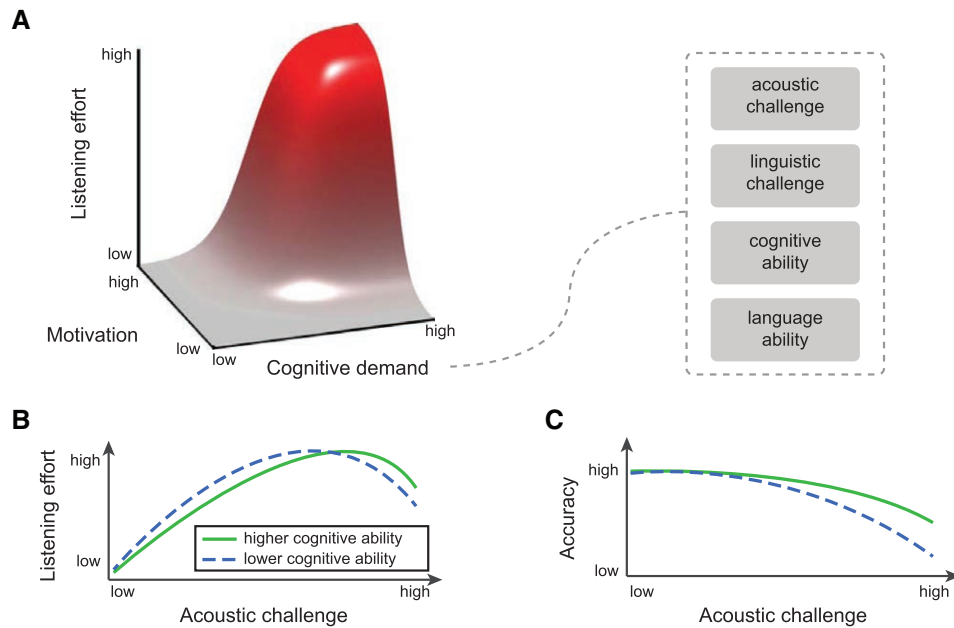 A
high
Listening effort
low
high
Motivation
low
low
high
Cognitive demand
acoustic
challenge
linguistic
challenge
cognitive
ability
language
ability
B
high
Listening effort
low
higher cognitive ability
lower cognitive ability
low
high
Acoustic challenge
C
high
Accuracy
low
low
high
Acoustic challenge